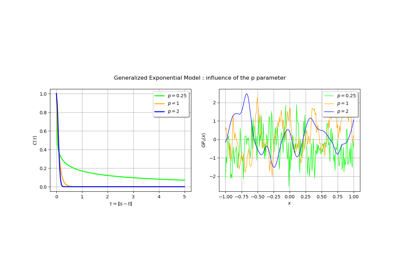 Generalized Exponential Model : influence of the p parameter
C(τ)
1.0
0.8
0.6
0.4
0.2
0.0
p = 0.25
p = 1
p = 2
0 1 2 3 4 5
τ = ‖s − t‖
GPp(x)
2
1
0
−1
−2
p = 0.25
p = 1
p = 2
−1.00 −0.75 −0.50 −0.25 0.00 0.25 0.50 0.75 1.00
x